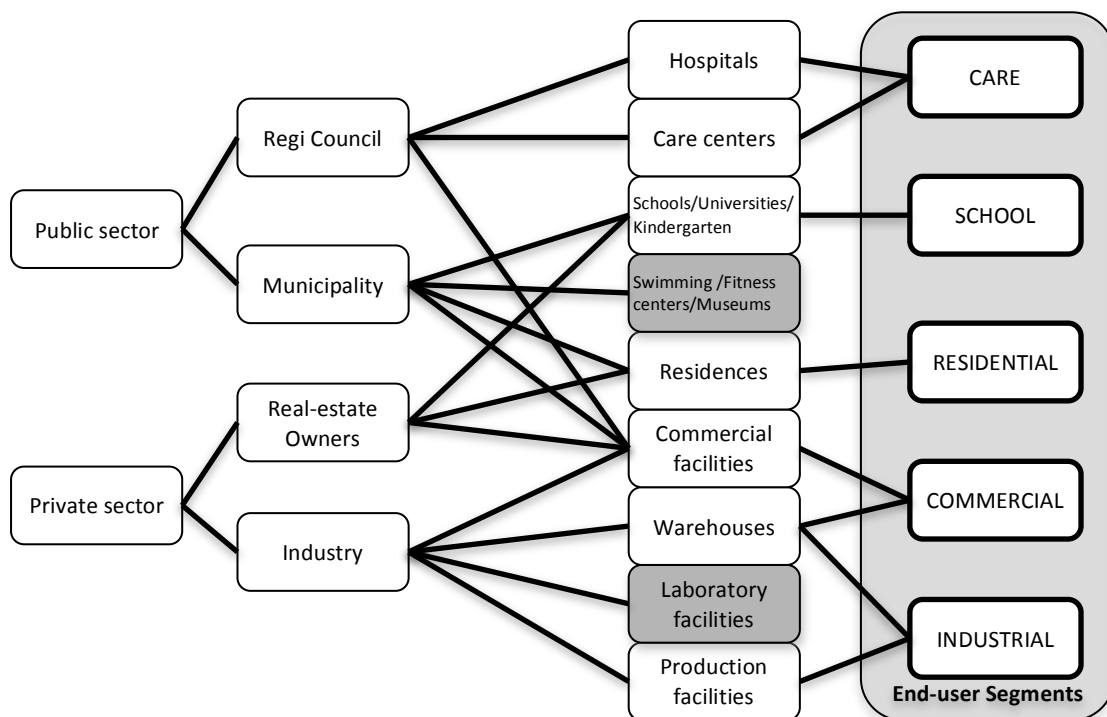 Public sector
Private sector
Regi Council
Municipality
Real-estate
Owners
Industry
Hospitals
Care centers
Schools/Universities/
Kindergarten
Swimming /Fitness
centers/Museums
Residences
Commercial
facilities
Warehouses
Laboratory
facilities
Production
facilities
CARE
SCHOOL
RESIDENTIAL
COMMERCIAL
INDUSTRIAL
End-user Segments